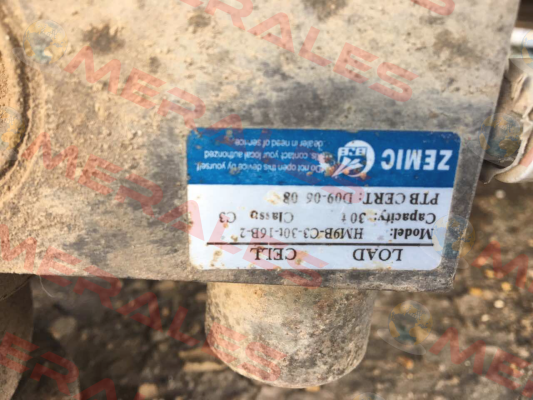 LOAD CELL
Model: HM9B-C3-30t-16B-2
Capacity: 30 t Class: C3
PTB CERT: D09-05 08
ZEMIC
Do not open this device by yourself,
contact your local authorized
dealer in need of service.
MERALES